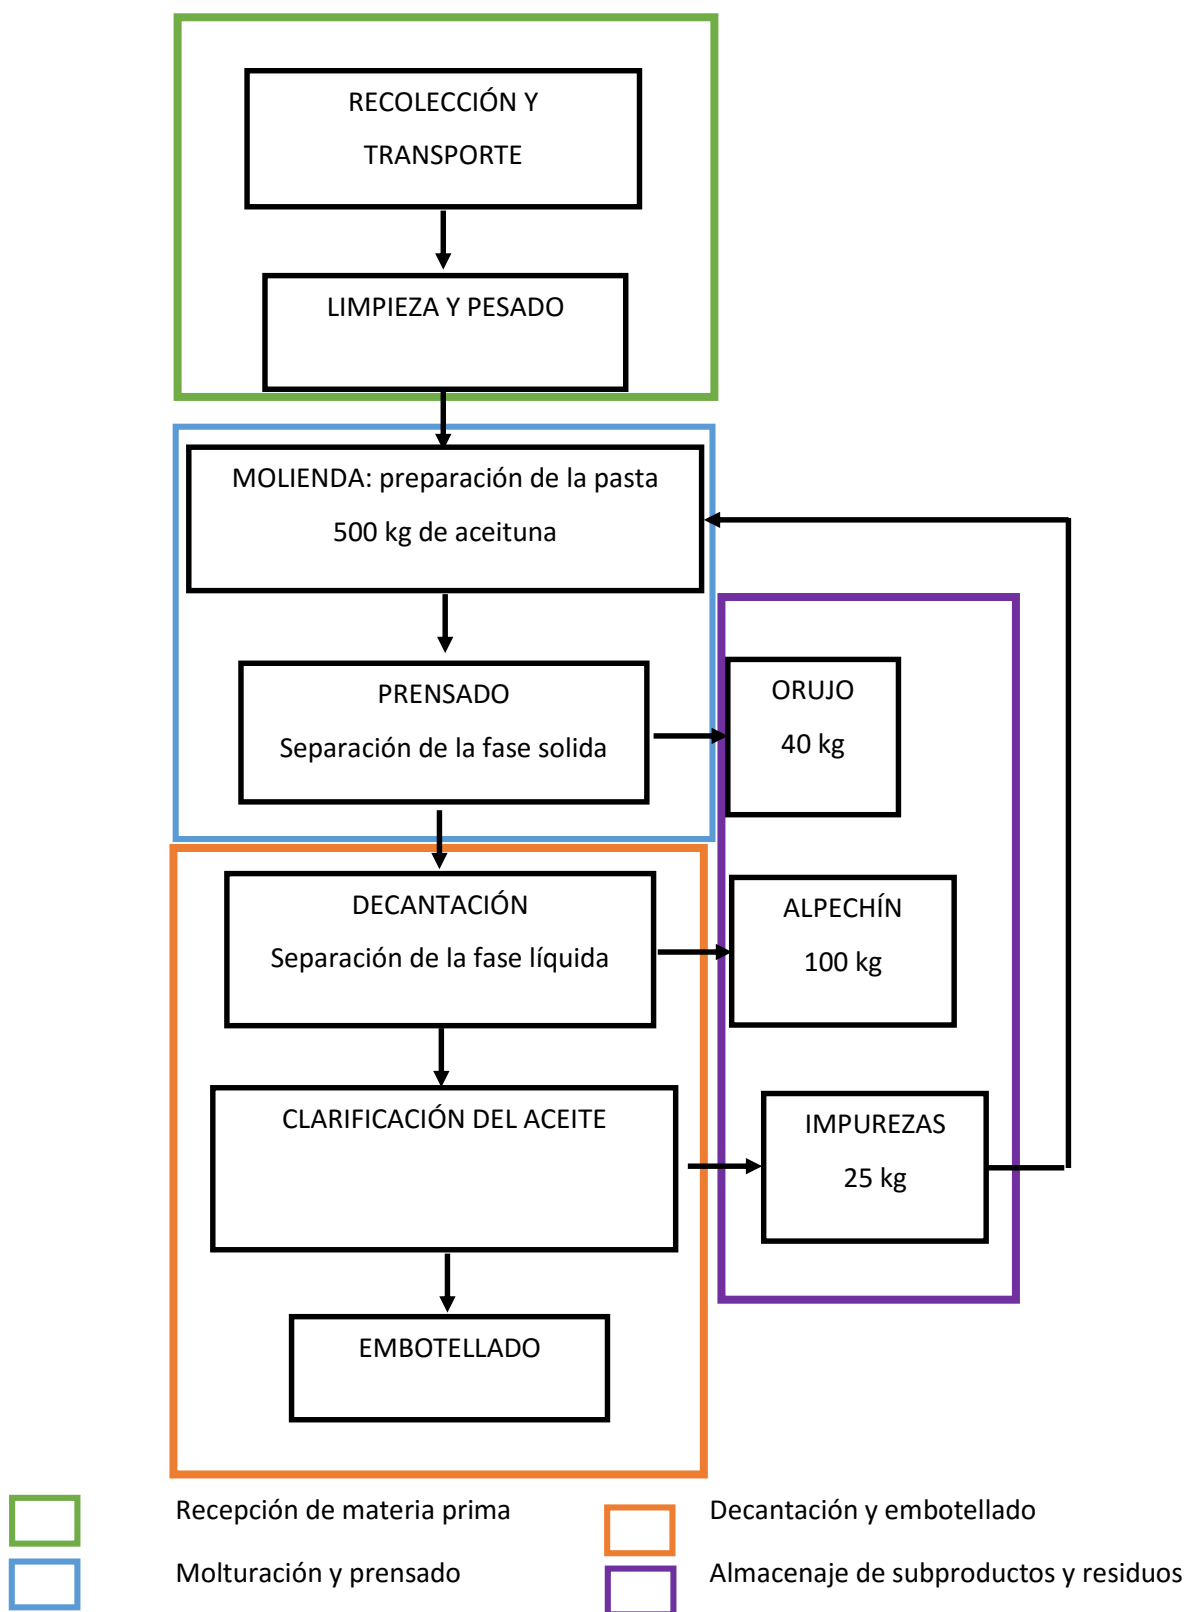 RECOLECCIÓN Y
TRANSPORTE
LIMPIEZA Y PESADO
MOLIENDA: preparación de la pasta
500 kg de aceituna
PRENSADO
Separación de la fase solida
ORUJO
40 kg
DECANTACIÓN
Separación de la fase líquida
ALPECHÍN
100 kg
CLARIFICACIÓN DEL ACEITE
IMPUREZAS
25 kg
EMBOTELLADO
Recepción de materia prima
Decantación y embotellado
Molturación y prensado
Almacenaje de subproductos y residuos